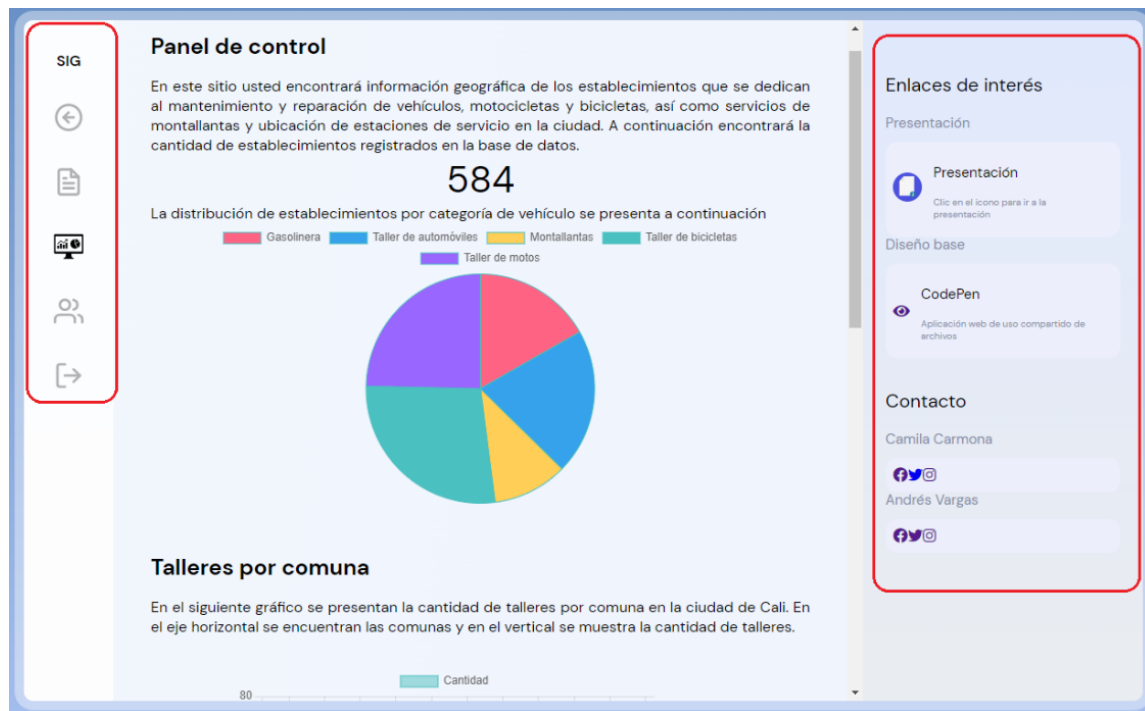 SIG
Panel de control
En este sitio usted encontrará información geográfica de los establecimientos que se dedican
al mantenimiento y reparación de vehículos, motocicletas y bicicletas, así como servicios de
montallantas y ubicación de estaciones de servicio en la ciudad. A continuación encontrará la
cantidad de establecimientos registrados en la base de datos.
584
La distribución de establecimientos por categoría de vehículo se presenta a continuación
Gasolinera Taller de automóviles Montallantas Taller de bicicletas
Taller de motos
Talleres por comuna
En el siguiente gráfico se presentan la cantidad de talleres por comuna en la ciudad de Cali. En
el eje horizontal se encuentran las comunas y en el vertical se muestra la cantidad de talleres.
Cantidad
80
Enlaces de interés
Presentación
Presentación
Clic en el icono para ir a la
presentación
Diseño base
CodePen
Aplicación web de uso compartido de
archivos
Contacto
Camila Carmona
Andrés Vargas